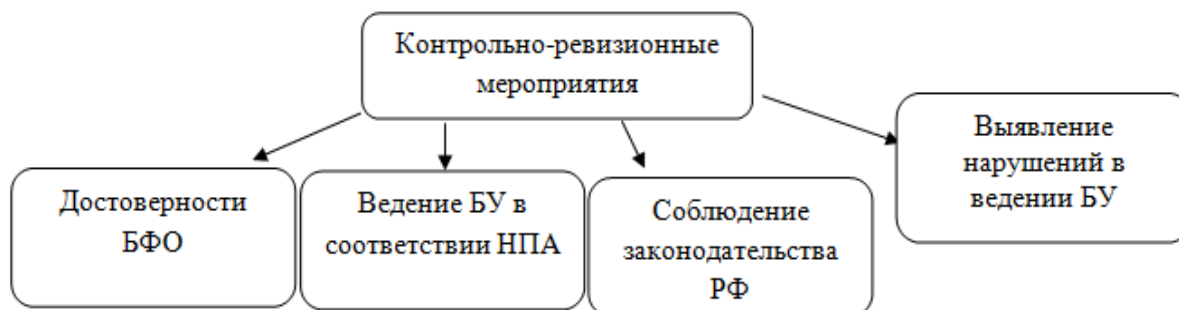 Контрольно-ревизионные
мероприятия
Достоверности
БФО
Ведение БУ в
соответствии НПА
Соблюдение
законодательства
РФ
Выявление
нарушений в
ведении БУ